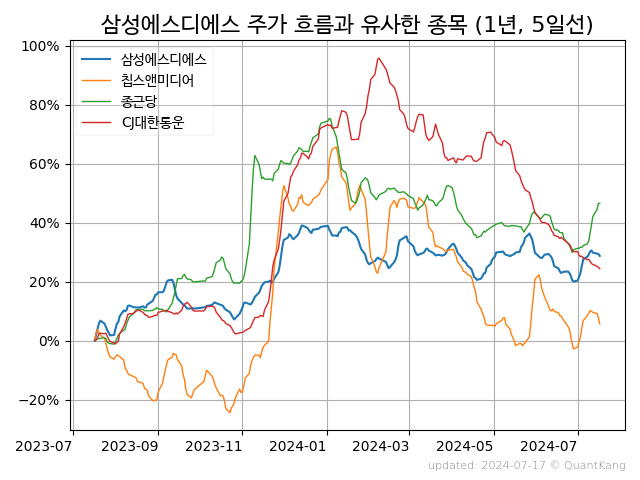 삼성에스디에스 주가 흐름과 유사한 종목 (1년, 5일선)
100%
80%
60%
40%
20%
0%
−20%
삼성에스디에스
칩스앤미디어
종근당
CJ대한통운
2023-07
2023-09
2023-11
2024-01
2024-03
2024-05
2024-07
updated: 2024-07-17 © QuantKang